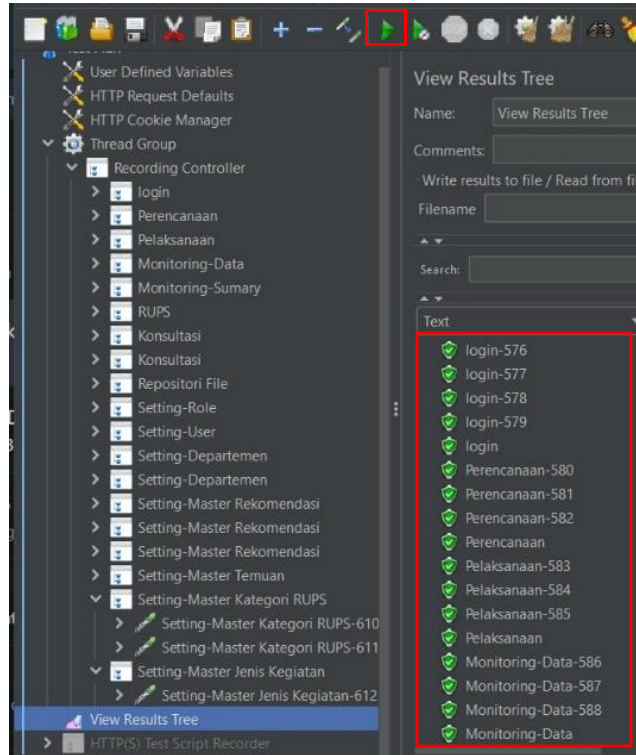 Test Plan
User Defined Variables
HTTP Request Defaults
HTTP Cookie Manager
Thread Group
Recording Controller
login
Perencanaan
Pelaksanaan
Monitoring-Data
Monitoring-Sumary
RUPS
Konsultasi
Konsultasi
Repositori File
Setting-Role
Setting-User
Setting-Departemen
Setting-Departemen
Setting-Master Rekomendasi
Setting-Master Rekomendasi
Setting-Master Rekomendasi
Setting-Master Temuan
Setting-Master Kategori RUPS
Setting-Master Kategori RUPS-610
Setting-Master Kategori RUPS-611
Setting-Master Jenis Kegiatan
Setting-Master Jenis Kegiatan-612
View Results Tree
HTTP(S) Test Script Recorder
View Results Tree
Name: View Results Tree
Comments:
Write results to file / Read from fi
Filename
Search:
Text
login-576
login-577
login-578
login-579
login
Perencanaan-580
Perencanaan-581
Perencanaan-582
Perencanaan
Pelaksanaan-583
Pelaksanaan-584
Pelaksanaan-585
Pelaksanaan
Monitoring-Data-586
Monitoring-Data-587
Monitoring-Data-588
Monitoring-Data